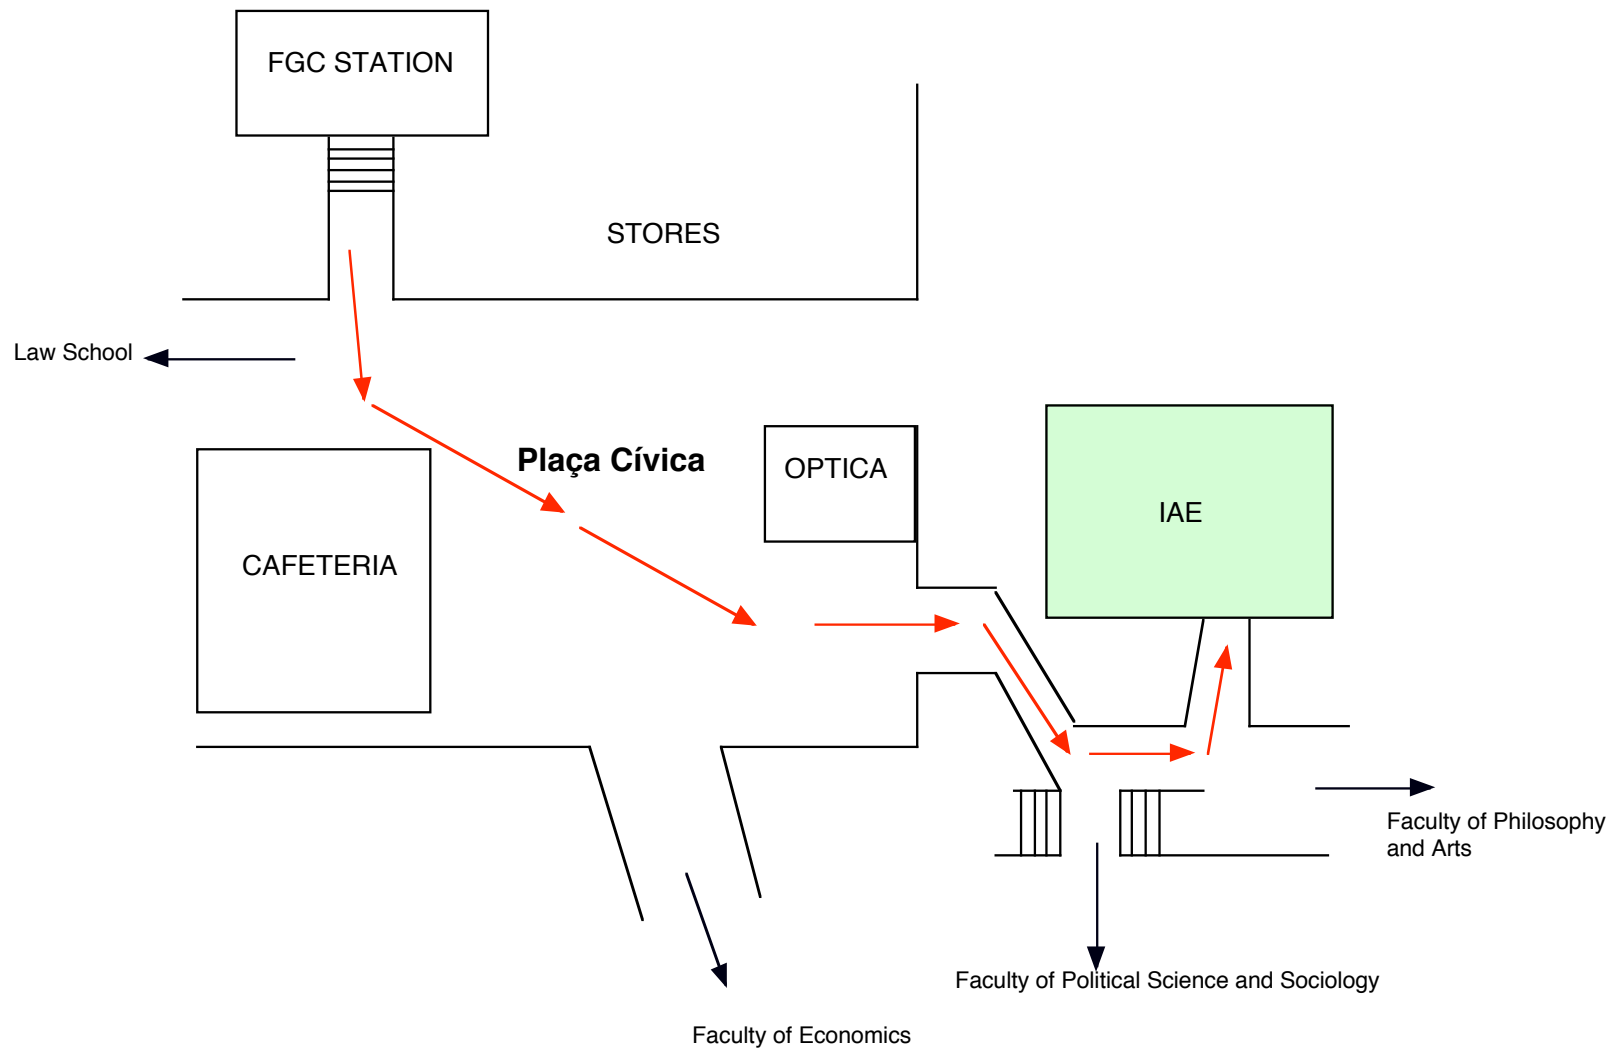 FGC STATION
STORES
Law School
Plaça Cívica
OPTICA
IAE
CAFETERIA
Faculty of Philosophy
and Arts
Faculty of Political Science and Sociology
Faculty of Economics